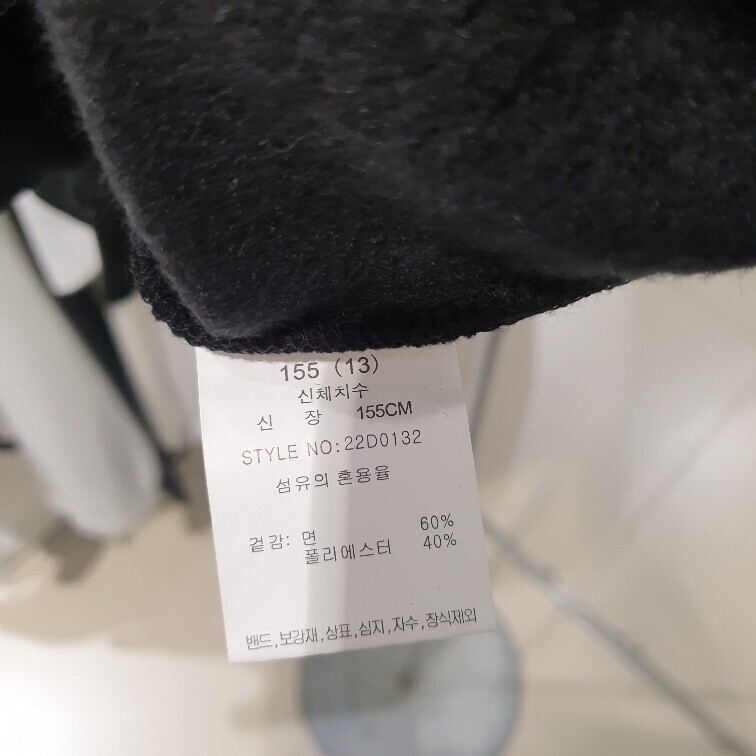 155 (13)
신체치수
신 장 155CM
STYLE NO:22D0132
섬유의 혼용율
겉감: 면 60%
폴리에스터 40%
밴드,보강재,상표,심지,자수,장식제외